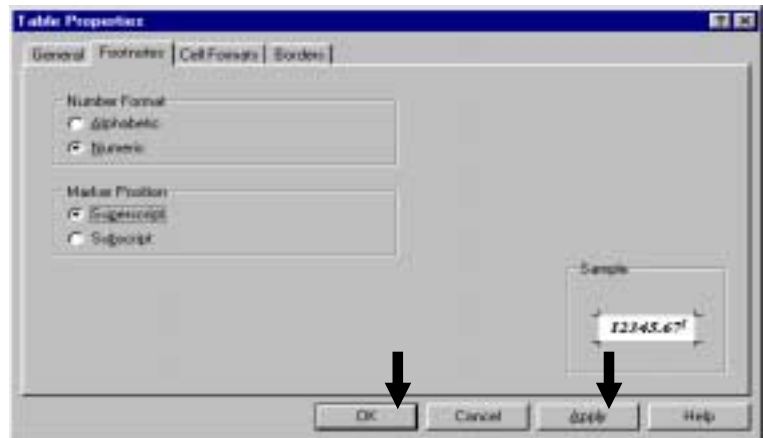 Table Properties
General Footnotes Cell Formats Borders
Number Format
Alphabetic
Numeric
Marker Position
Superscript
Subscript
Sample
12345.67¹
OK Cancel Apply Help